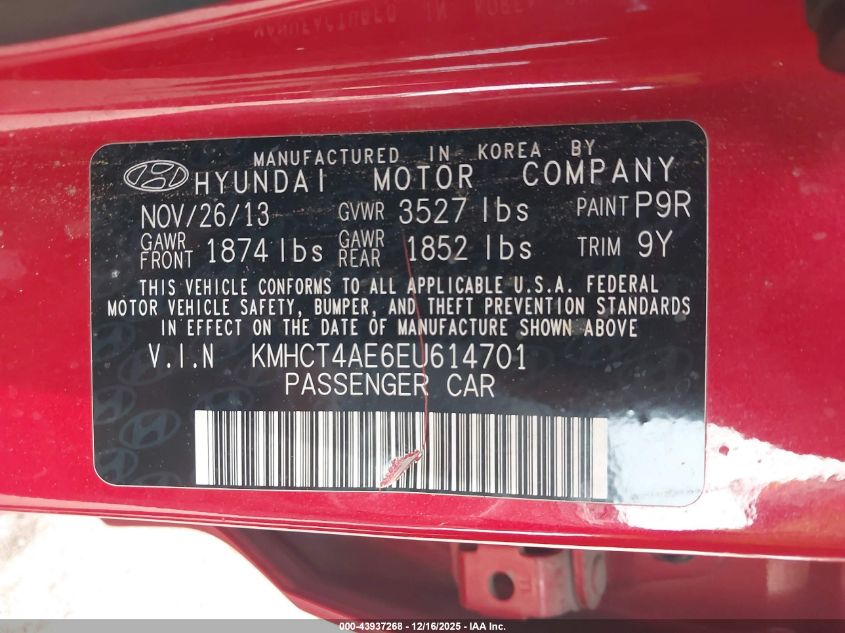 MANUFACTURED IN KOREA BY
HYUNDAI MOTOR COMPANY
NOV/26/13 GVWR 3527 lbs PAINT P9R
GAWR FRONT 1874 lbs GAWR REAR 1852 lbs TRIM 9Y
THIS VEHICLE CONFORMS TO ALL APPLICABLE U.S.A. FEDERAL
MOTOR VEHICLE SAFETY, BUMPER, AND THEFT PREVENTION STANDARDS
IN EFFECT ON THE DATE OF MANUFACTURE SHOWN ABOVE
V.I.N KMHCT4AE6EU614701
PASSENGER CAR
000-43937268 - 12/16/2025 - IAA Inc.